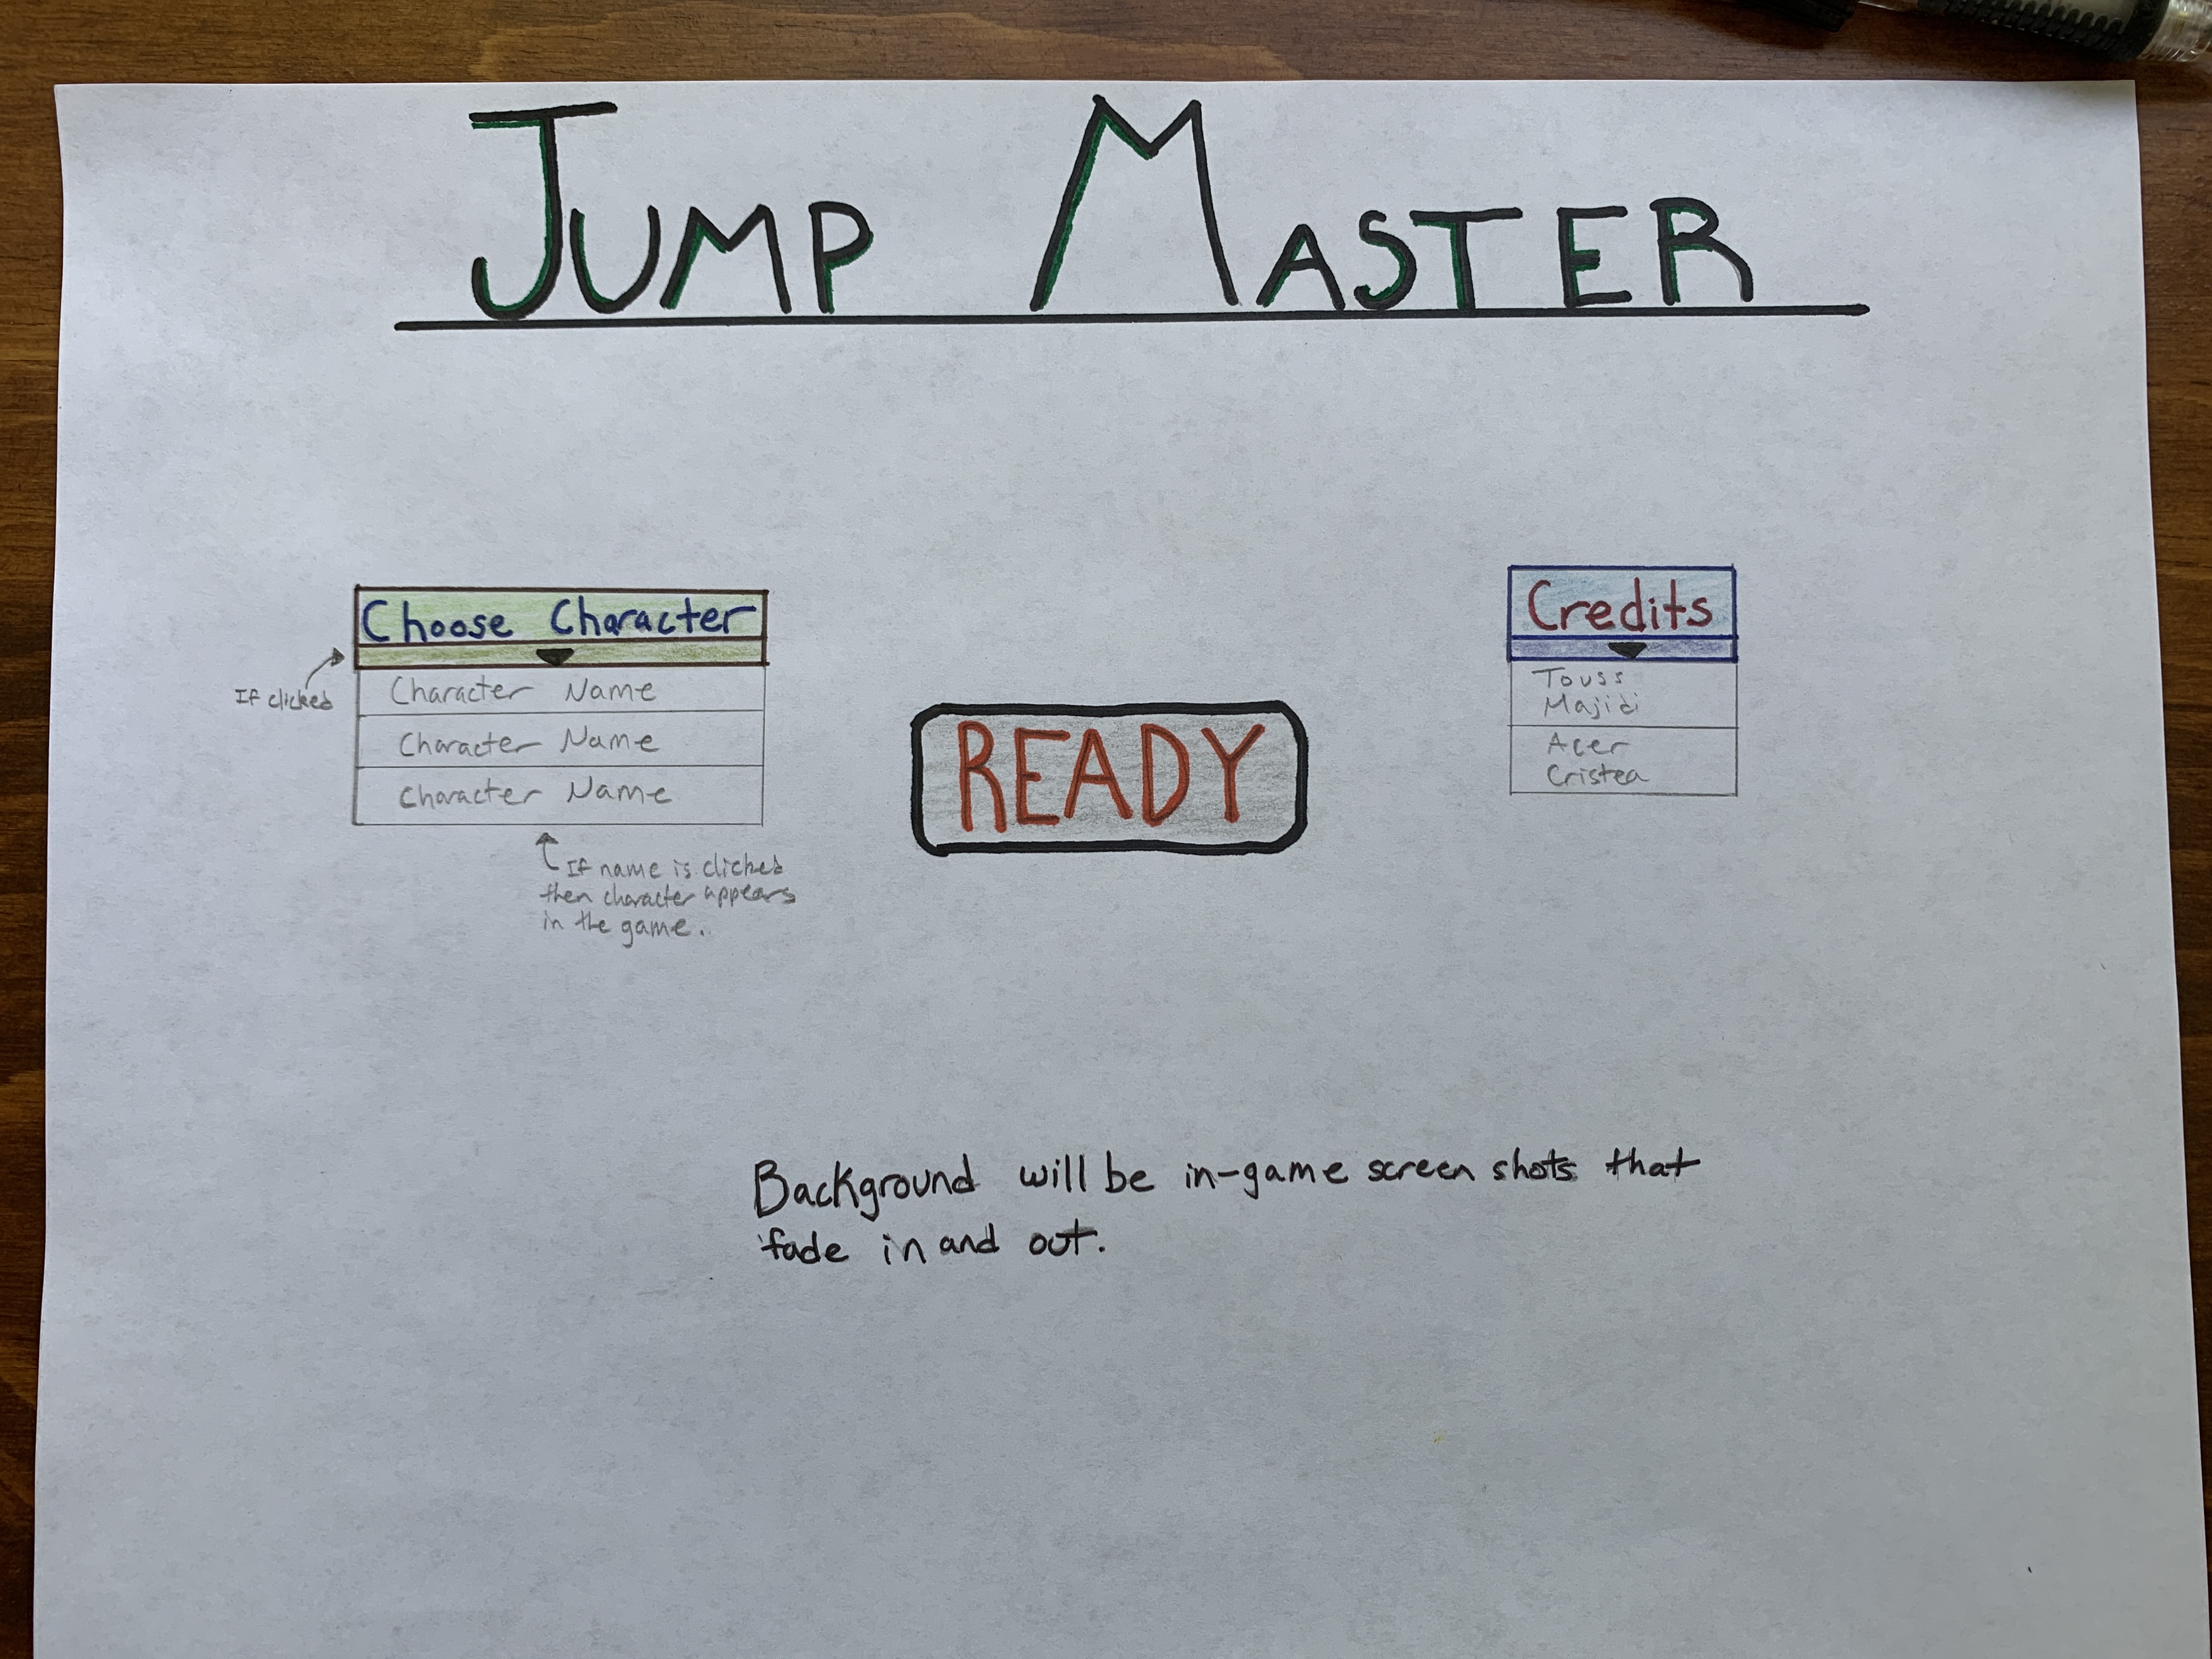 JUMP MASTER
If clicked
Choose Character
Character Name
Character Name
Character Name
If name is clicked
then character appears
in the game..
READY
Credits
Touss
Majidi
Acer
Cristea
Background will be in-game screen shots that
fade in and out.